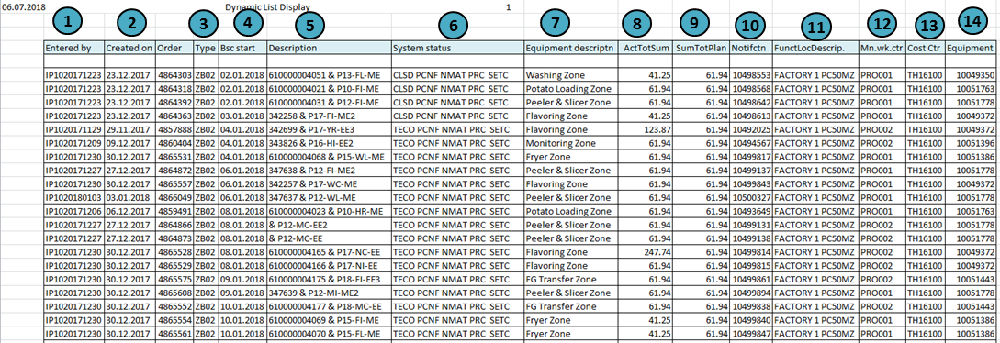 06.07.2018 Dynamic List Display 1
1 2 3 4 5 6 7 8 9 10 11 12 13 14
Entered by Created on Order Type Bsc start Description System status Equipment descriptn ActTotSum SumTotPlan Notifictn FunctLocDescrip. Mn.wk.ctr Cost Ctr Equipment
IP1020171223 23.12.2017 4864303 ZB02 02.01.2018 610000004051 & P13-FL-ME CLSD PCNF NMAT PRC SETC Washing Zone 41.25 61.94 10498553 FACTORY 1 PC50MZ PRO001 TH16100 10049350
IP1020171223 23.12.2017 4864318 ZB02 02.01.2018 610000004021 & P10-FI-ME CLSD PCNF NMAT PRC SETC Potato Loading Zone 61.94 61.94 10498568 FACTORY 1 PC50MZ PRO001 TH16100 10051763
IP1020171223 23.12.2017 4864392 ZB02 02.01.2018 610000004031 & P12-FI-ME CLSD PCNF NMAT PRC SETC Peeler & Slicer Zone 61.94 61.94 10498642 FACTORY 1 PC50MZ PRO001 TH16100 10051778
IP1020171223 23.12.2017 4864363 ZB02 03.01.2018 342258 & P17-FI-ME2 CLSD PCNF NMAT PRC SETC Flavoring Zone 41.25 61.94 10498613 FACTORY 1 PC50MZ PRO001 TH16100 10049372
IP1020171129 29.11.2017 4857888 ZB02 04.01.2018 342699 & P17-YR-EE3 TECO PCNF NMAT PRC SETC Flavoring Zone 123.87 61.94 10492025 FACTORY 1 PC50MZ PRO002 TH16100 10049372
IP1020171209 09.12.2017 4860404 ZB02 04.01.2018 343826 & P16-HI-EE2 TECO PCNF NMAT PRC SETC Monitoring Zone 61.94 61.94 10494567 FACTORY 1 PC50MZ PRO002 TH16100 10051396
IP1020171230 30.12.2017 4865531 ZB02 04.01.2018 610000004068 & P15-WL-ME TECO PCNF NMAT PRC SETC Fryer Zone 61.94 61.94 10499817 FACTORY 1 PC50MZ PRO001 TH16100 10051386
IP1020171227 27.12.2017 4864872 ZB02 06.01.2018 347638 & P12-FI-ME2 TECO PCNF NMAT PRC SETC Peeler & Slicer Zone 61.94 61.94 10499137 FACTORY 1 PC50MZ PRO001 TH16100 10051778
IP1020171230 30.12.2017 4865557 ZB02 06.01.2018 342257 & P17-WC-ME TECO PCNF NMAT PRC SETC Flavoring Zone 61.94 61.94 10499843 FACTORY 1 PC50MZ PRO001 TH16100 10049372
IP1020180103 03.01.2018 4866049 ZB02 06.01.2018 347637 & P12-WL-ME TECO PCNF NMAT PRC SETC Peeler & Slicer Zone 61.94 61.94 10500327 FACTORY 1 PC50MZ PRO001 TH16100 10051778
IP1020171206 06.12.2017 4859491 ZB02 08.01.2018 610000004023 & P10-HR-ME TECO PCNF NMAT PRC SETC Potato Loading Zone 61.94 61.94 10493649 FACTORY 1 PC50MZ PRO001 TH16100 10051763
IP1020171227 27.12.2017 4864866 ZB02 08.01.2018 & P12-MC-EE2 TECO PCNF NMAT PRC SETC Peeler & Slicer Zone 61.94 61.94 10499131 FACTORY 1 PC50MZ PRO002 TH16100 10051778
IP1020171227 27.12.2017 4864873 ZB02 08.01.2018 & P12-MC-EE TECO PCNF NMAT PRC SETC Peeler & Slicer Zone 61.94 61.94 10499138 FACTORY 1 PC50MZ PRO002 TH16100 10051778
IP1020171230 30.12.2017 4865528 ZB02 08.01.2018 610000004165 & P17-NC-EE TECO PCNF NMAT PRC SETC Flavoring Zone 247.74 61.94 10499814 FACTORY 1 PC50MZ PRO002 TH16100 10049372
IP1020171230 30.12.2017 4865529 ZB02 08.01.2018 610000004166 & P17-NI-EE TECO PCNF NMAT PRC SETC Flavoring Zone 41.25 61.94 10499815 FACTORY 1 PC50MZ PRO002 TH16100 10049372
IP1020171230 30.12.2017 4865575 ZB02 09.01.2018 610000004175 & P18-FI-EE3 TECO PCNF NMAT PRC SETC FG Transfer Zone 61.94 61.94 10499861 FACTORY 1 PC50MZ PRO002 TH16100 10051443
IP1020171230 30.12.2017 4865608 ZB02 09.01.2018 347639 & P12-MI-ME2 TECO PCNF NMAT PRC SETC Peeler & Slicer Zone 61.94 61.94 10499894 FACTORY 1 PC50MZ PRO001 TH16100 10051778
IP1020171230 30.12.2017 4865552 ZB02 10.01.2018 610000004177 & P18-MC-EE TECO PCNF NMAT PRC SETC FG Transfer Zone 61.94 61.94 10499838 FACTORY 1 PC50MZ PRO002 TH16100 10051443
IP1020171230 30.12.2017 4865554 ZB02 10.01.2018 610000004069 & P15-FI-ME TECO PCNF NMAT PRC SETC Fryer Zone 41.25 61.94 10499840 FACTORY 1 PC50MZ PRO001 TH16100 10051386
IP1020171230 30.12.2017 4865561 ZB02 10.01.2018 610000004070 & P15-FL-ME TECO PCNF NMAT PRC SETC Fryer Zone 41.25 61.94 10499847 FACTORY 1 PC50MZ PRO001 TH16100 10051386